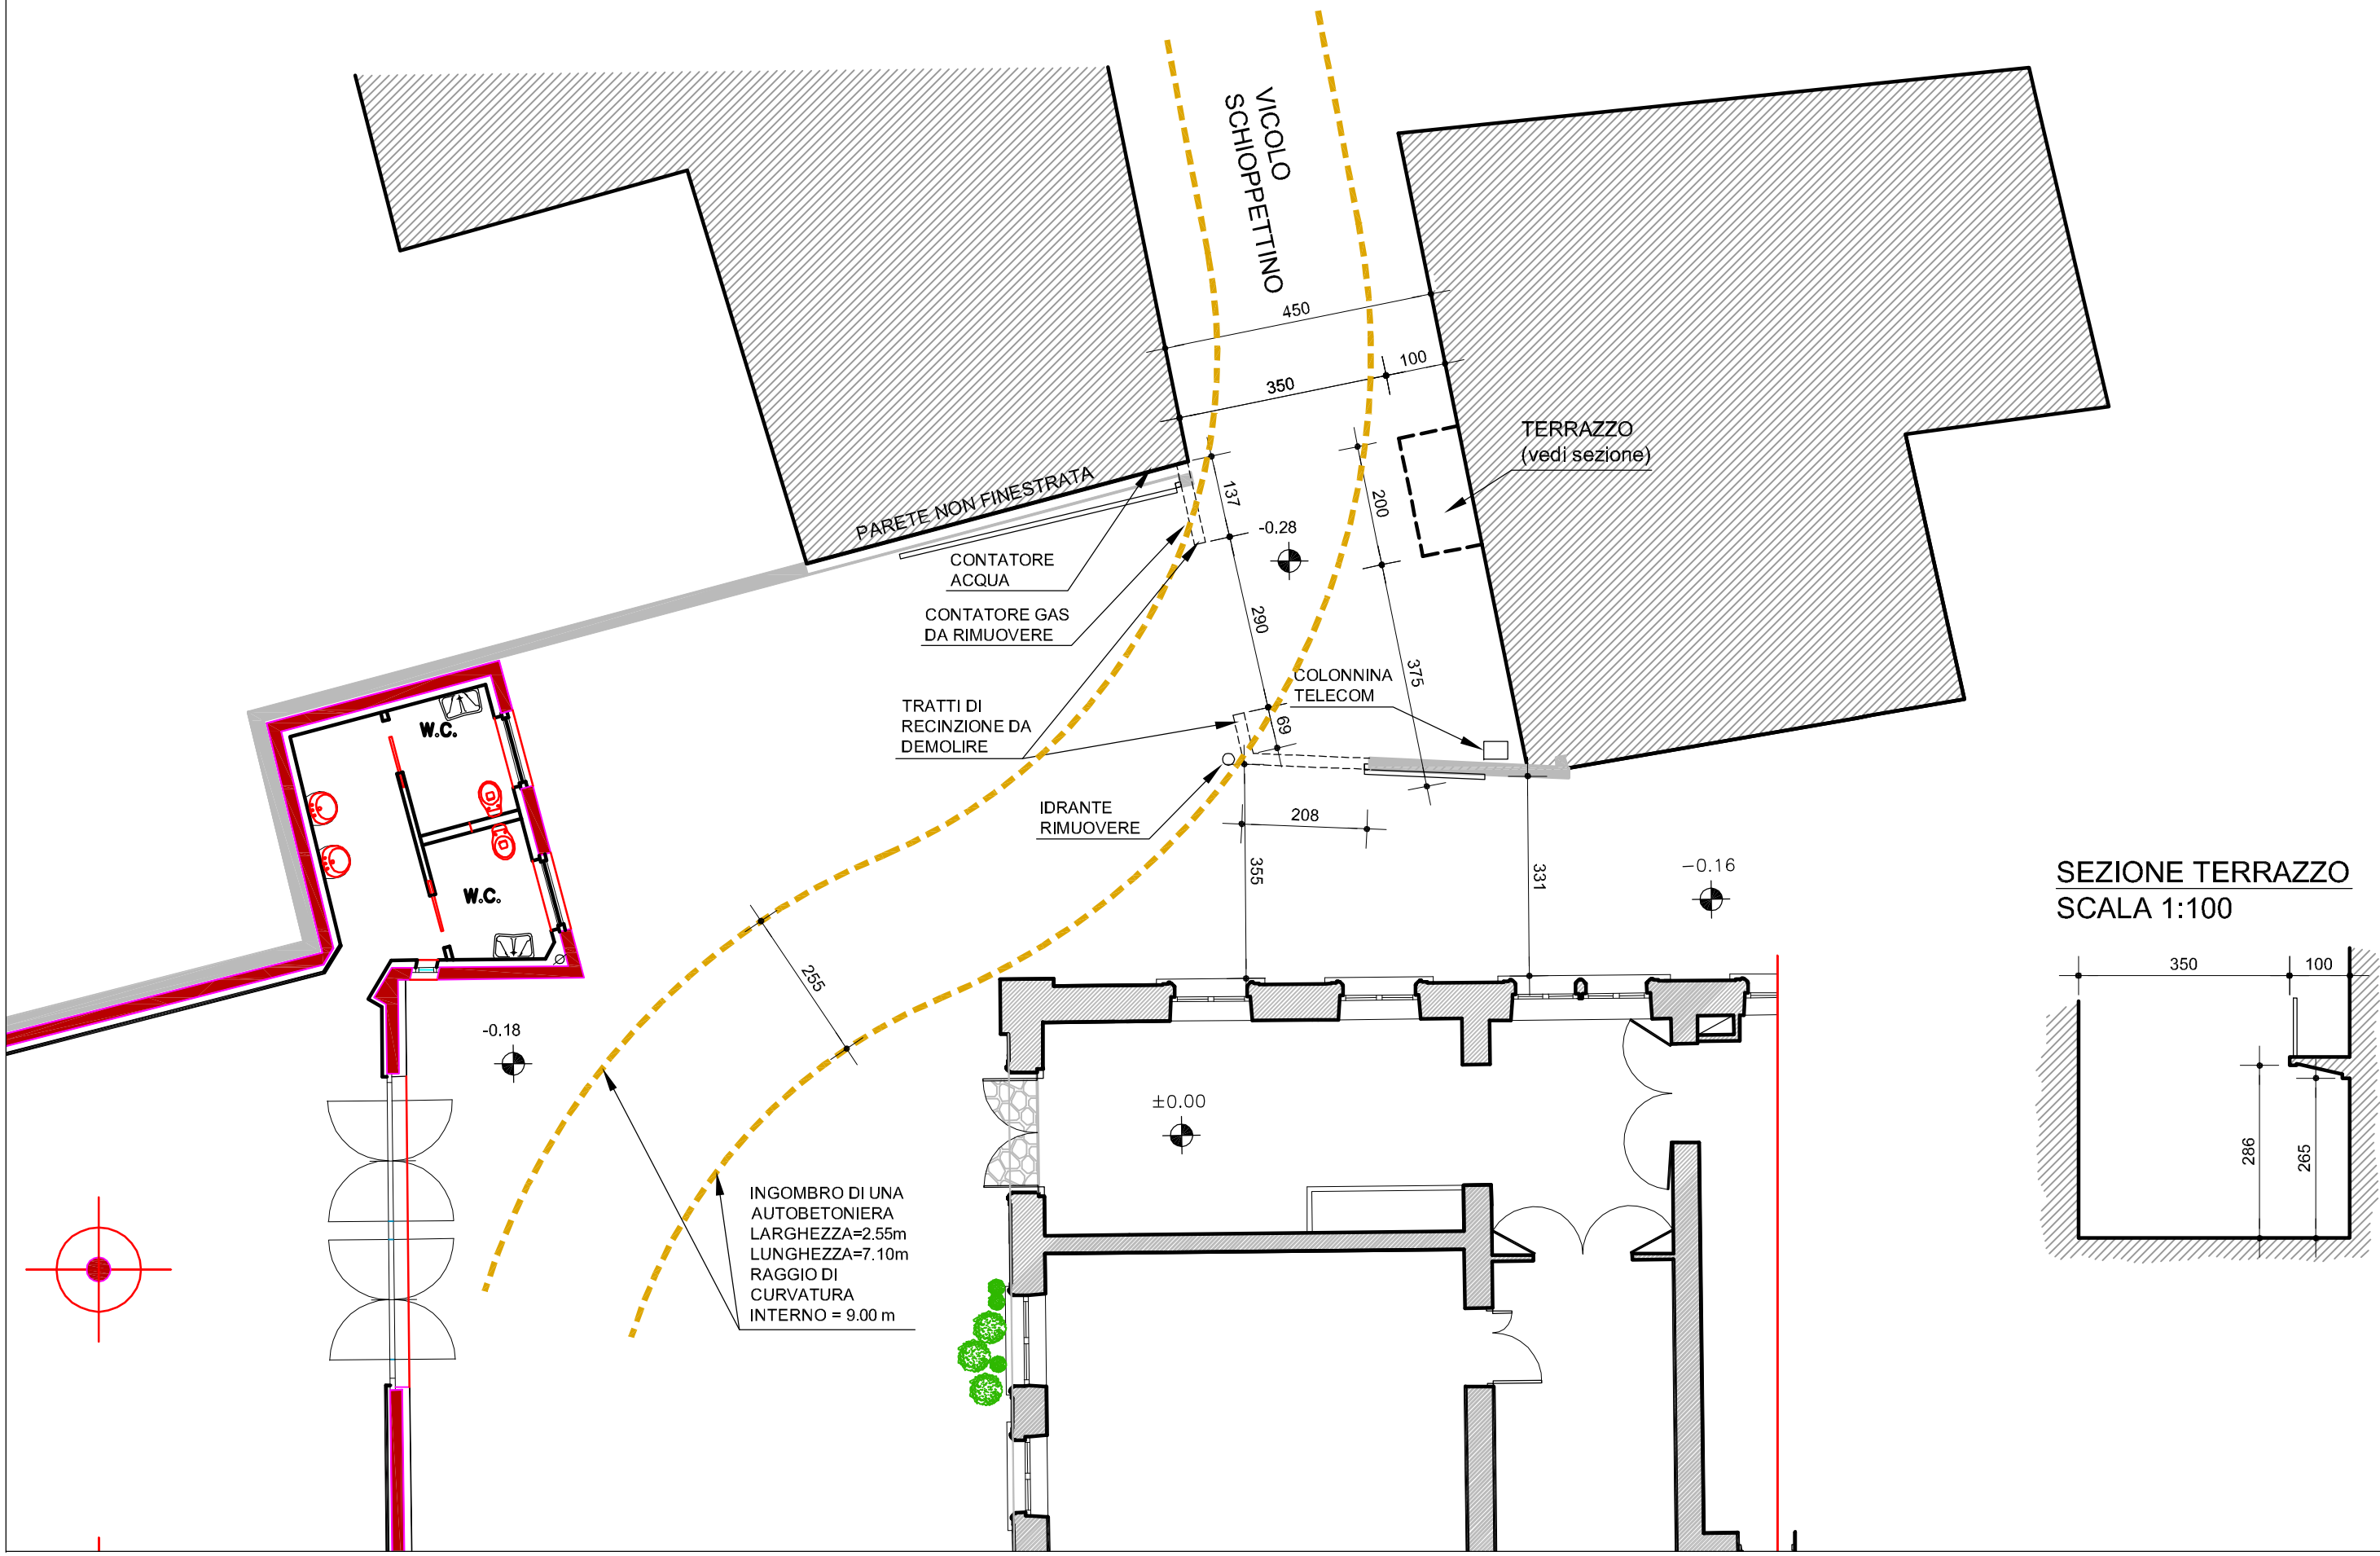 VICOLO
SCHIOPPETTINO
450
100
350
TERRAZZO
(vedi sezione)
PARETE NON FINESTRATA
137
200
-0.28
CONTATORE
ACQUA
CONTATORE GAS
DA RIMUOVERE
290
375
COLONNINA
TELECOM
TRATTI DI
RECINZIONE DA
DEMOLIRE
69
W.C.
W.C.
IDRANTE
RIMUOVERE
208
355
331
-0.16
SEZIONE TERRAZZO
SCALA 1:100
350
100
286
265
255
-0.18
±0.00
INGOMBRO DI UNA
AUTOBETONIERA
LARGHEZZA=2.55m
LUNGHEZZA=7.10m
RAGGIO DI
CURVATURA
INTERNO = 9.00 m